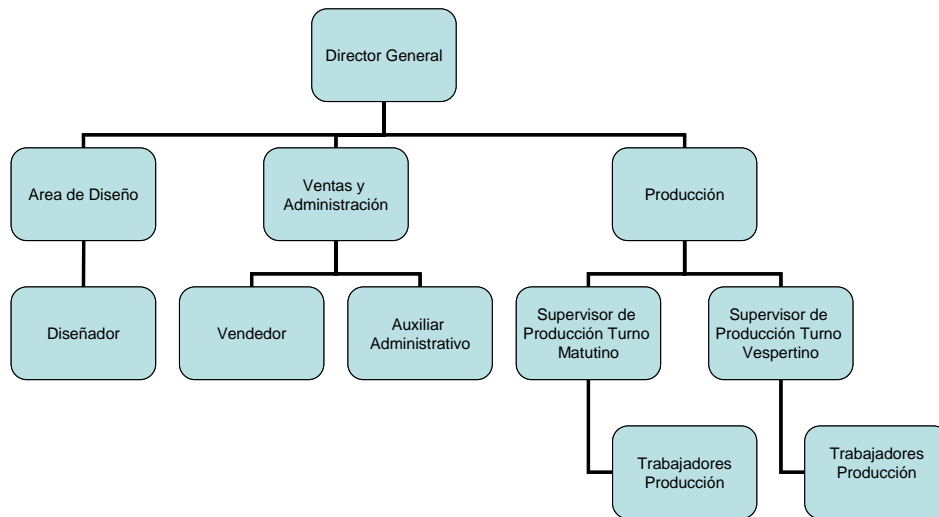 Director General
Area de Diseño
Ventas y
Administración
Producción
Diseñador
Vendedor
Auxiliar
Administrativo
Supervisor de
Producción Turno
Matutino
Supervisor de
Producción Turno
Vespertino
Trabajadores
Producción
Trabajadores
Producción